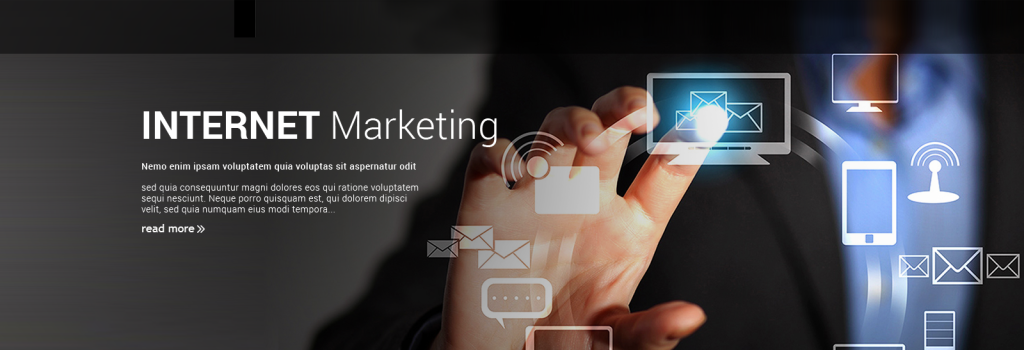 INTERNET Marketing
Nemo enim ipsam voluptatem quia voluptas sit aspernatur odit
sed quia consequuntur magni dolores eos qui ratione voluptatem
sequi nesciunt. Neque porro quisquam est, qui dolorem dipisci
velit, sed quia numquam eius modi tempora...
read more »